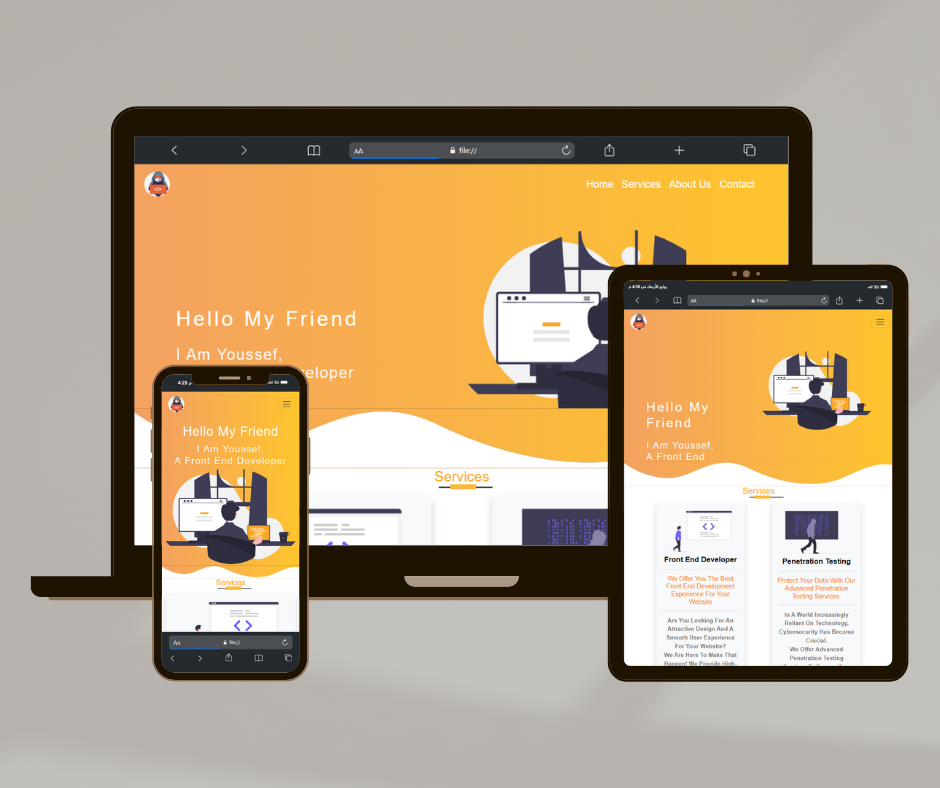 AA
file://
Home Services About Us Contact
Hello My Friend
I Am Youssef,
eloper
Services
4:25
5G
Hello My Friend
I Am Youssef,
A Front End Developer
Services
AA
file://
5G
AA
file://
Hello My
Friend
I Am Youssef,
A Front End
Services
Front End Developer
We Offer You The Best
Front End Development
Experience For Your
Website
Are You Looking For An
Attractive Design And A
Smooth User Experience
For Your Website?
We Are Here To Make That
Happen! We Provide High-
Penetration Testing
Protect Your Data With Our
Advanced Penetration
Testing Services.
In A World Increasingly
Reliant On Technology,
Cybersecurity Has Become
Crucial.
We Offer Advanced
Penetration Testing